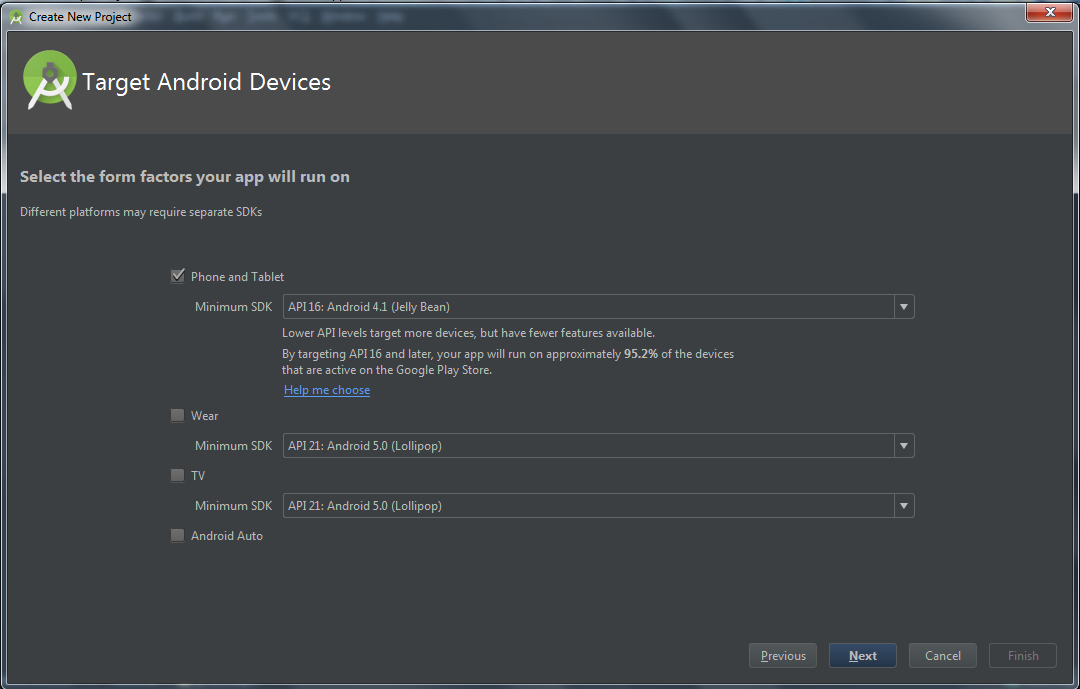 Create New Project
Target Android Devices
Select the form factors your app will run on
Different platforms may require separate SDKs
Phone and Tablet
Minimum SDK API 16: Android 4.1 (Jelly Bean)
Lower API levels target more devices, but have fewer features available.
By targeting API 16 and later, your app will run on approximately 95.2% of the devices
that are active on the Google Play Store.
Help me choose
Wear
Minimum SDK API 21: Android 5.0 (Lollipop)
TV
Minimum SDK API 21: Android 5.0 (Lollipop)
Android Auto
Previous Next Cancel Finish